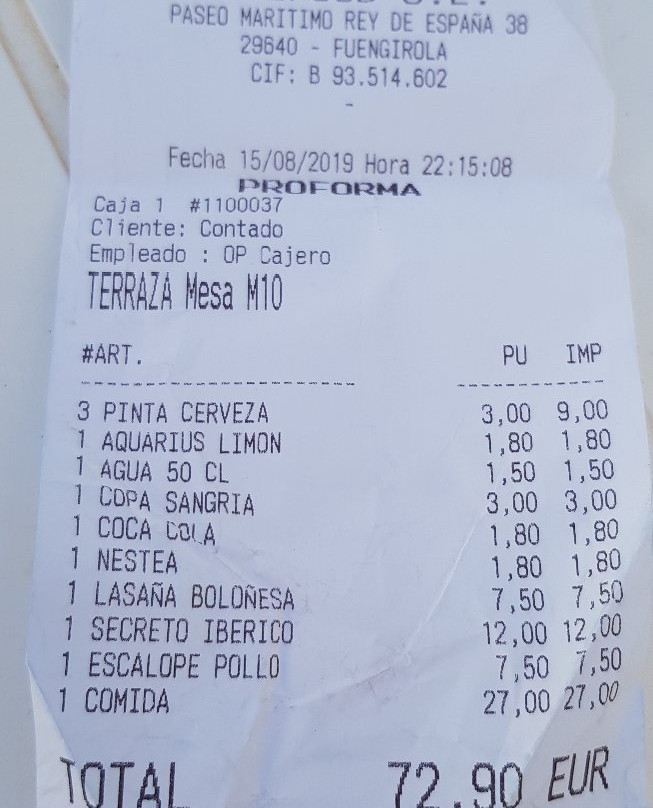 PASEO MARITIMO REY DE ESPAÑA 38
29640 - FUENGIROLA
CIF: B 93.514.602
-
Fecha 15/08/2019 Hora 22:15:08
PROFORMA
Caja 1 #1100037
Cliente: Contado
Empleado : OP Cajero
TERRAZA Mesa M10
#ART. PU IMP
3 PINTA CERVEZA 3,00 9,00
1 AQUARIUS LIMON 1,80 1,80
1 AGUA 50 CL 1,50 1,50
1 COPA SANGRIA 3,00 3,00
1 COCA COLA 1,80 1,80
1 NESTEA 1,80 1,80
1 LASAÑA BOLOÑESA 7,50 7,50
1 SECRETO IBERICO 12,00 12,00
1 ESCALOPE POLLO 7,50 7,50
1 COMIDA 27,00 27,00
TOTAL 72,90 EUR